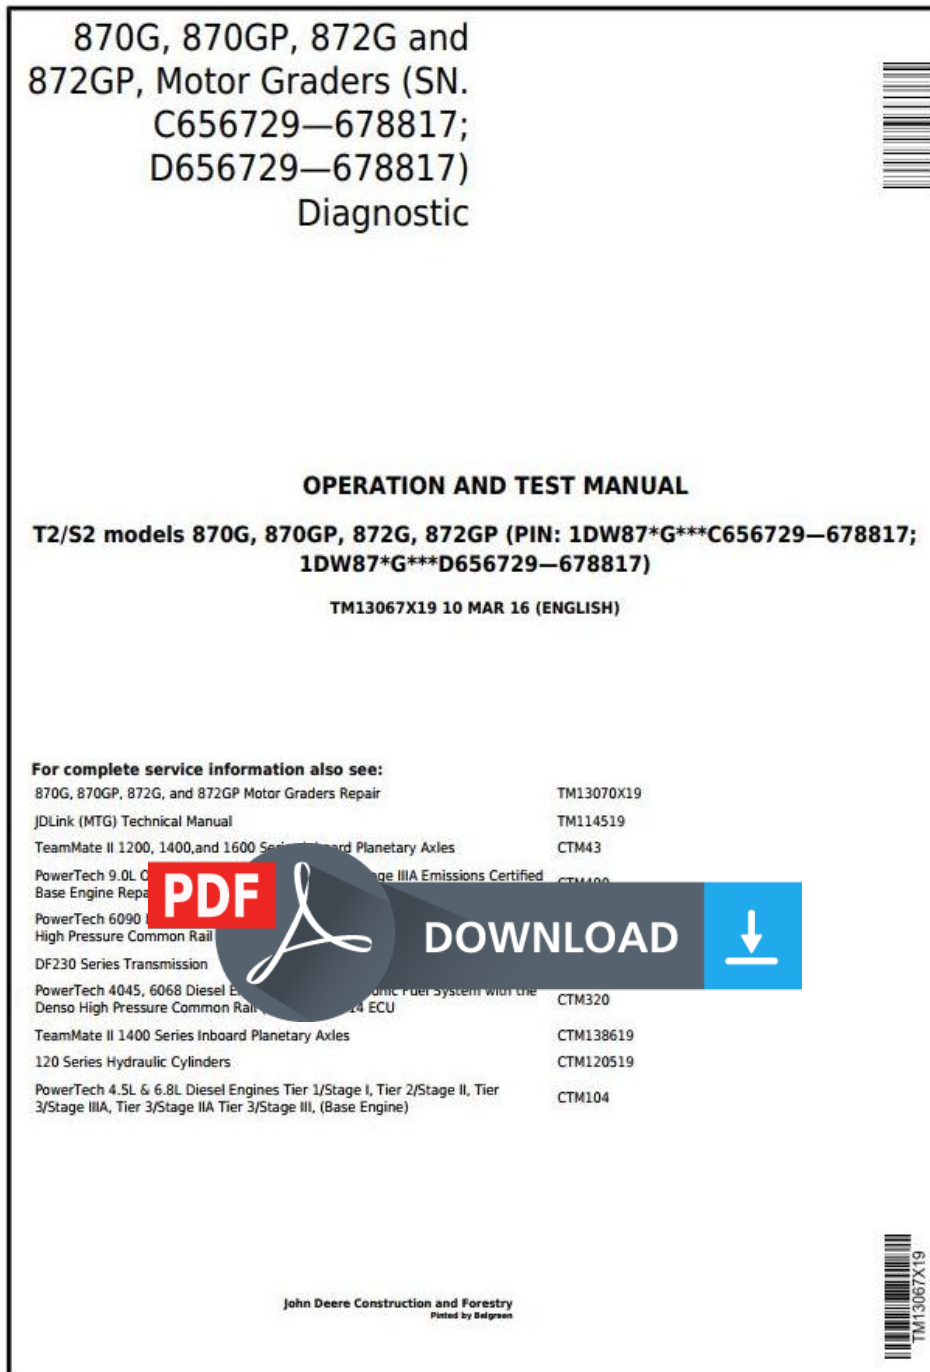 870G, 870GP, 872G and
872GP, Motor Graders (SN.
C656729—678817;
D656729—678817)
Diagnostic
OPERATION AND TEST MANUAL
T2/S2 models 870G, 870GP, 872G, 872GP (PIN: 1DW87*G***C656729—678817;
1DW87*G***D656729—678817)
TM13067X19 10 MAR 16 (ENGLISH)
For complete service information also see:
870G, 870GP, 872G, and 872GP Motor Graders Repair TM13070X19
JDLink (MTG) Technical Manual TM114519
TeamMate II 1200, 1400,and 1600 Planetary Axles CTM43
PowerTech 9.0L IIIA Emissions Certified
Base Engine
PowerTech 6090
High Pressure Common Rail
DF230 Series Transmission
PowerTech 4045, 6068 Diesel Fuel System with the
Denso High Pressure Common Rail ECU CTM320
TeamMate II 1400 Series Inboard Planetary Axles CTM138619
120 Series Hydraulic Cylinders CTM120519
PowerTech 4.5L & 6.8L Diesel Engines Tier 1/Stage I, Tier 2/Stage II, Tier
3/Stage IIIA, Tier 3/Stage IIA Tier 3/Stage III, (Base Engine) CTM104
PDF
DOWNLOAD
John Deere Construction and Forestry
Pinted by Belgreen
TM13067X19